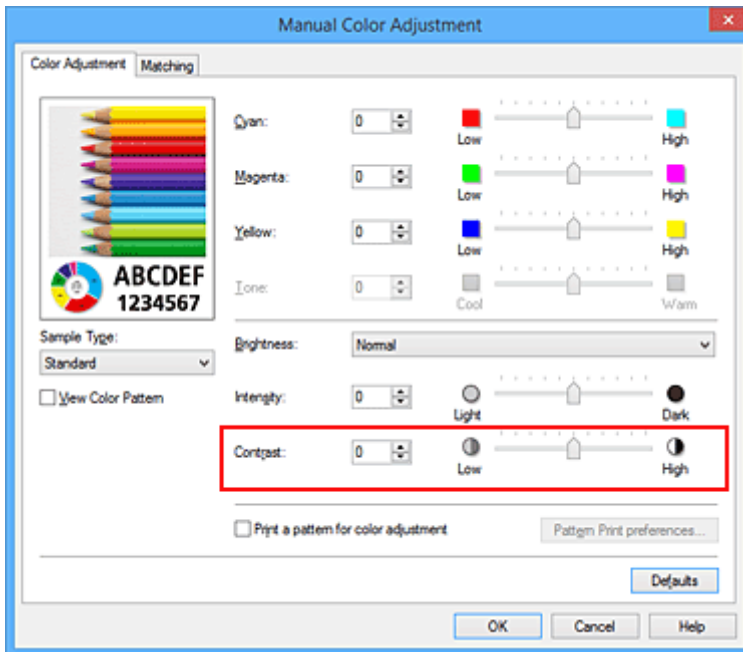 Manual Color Adjustment
Color Adjustment
Matching
Cyan: 0
Low High
Magenta: 0
Low High
Yellow: 0
Low High
ABCDEF
1234567
Tone: 0
Cool Warm
Sample Type:
Standard
View Color Pattern
Brightness: Normal
Intensity: 0
Light Dark
Contrast: 0
Low High
Print a pattern for color adjustment
Pattern Print preferences...
Defaults
OK Cancel Help